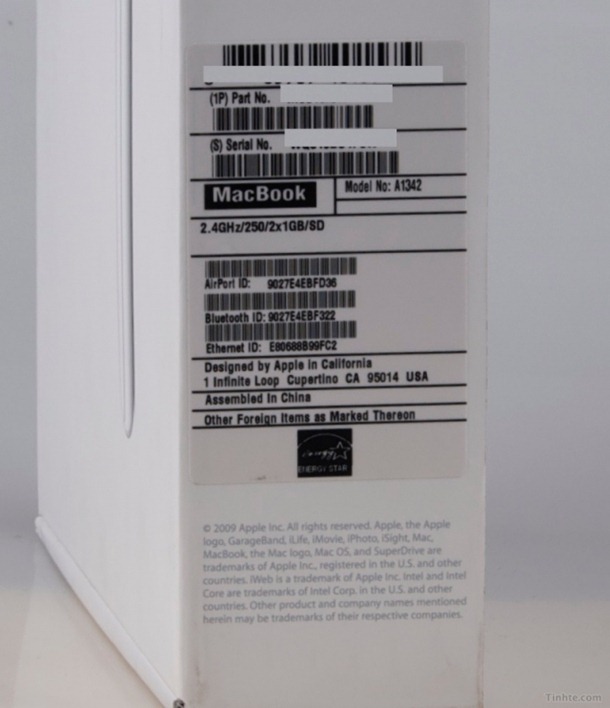 (1P) Part No.
(S) Serial No.
MacBook
Model No: A1342
2.4GHz/250/2x1GB/SD
AirPort ID: 9027E4EBFD36
Bluetooth ID: 9027E4EBF322
Ethernet ID: E80688B99FC2
Designed by Apple in California
1 Infinite Loop Cupertino CA 95014 USA
Assembled In China
Other Foreign Items as Marked Thereon
ENERGY STAR
© 2009 Apple Inc. All rights reserved. Apple, the Apple
logo, GarageBand, iLife, iMovie, iPhoto, iSight, Mac,
MacBook, the Mac logo, Mac OS, and SuperDrive are
trademarks of Apple Inc., registered in the U.S. and other
countries. iWeb is a trademark of Apple Inc. Intel and Intel
Core are trademarks of Intel Corp. in the U.S. and other
countries. Other product and company names mentioned
herein may be trademarks of their respective companies.
Tinhte.com